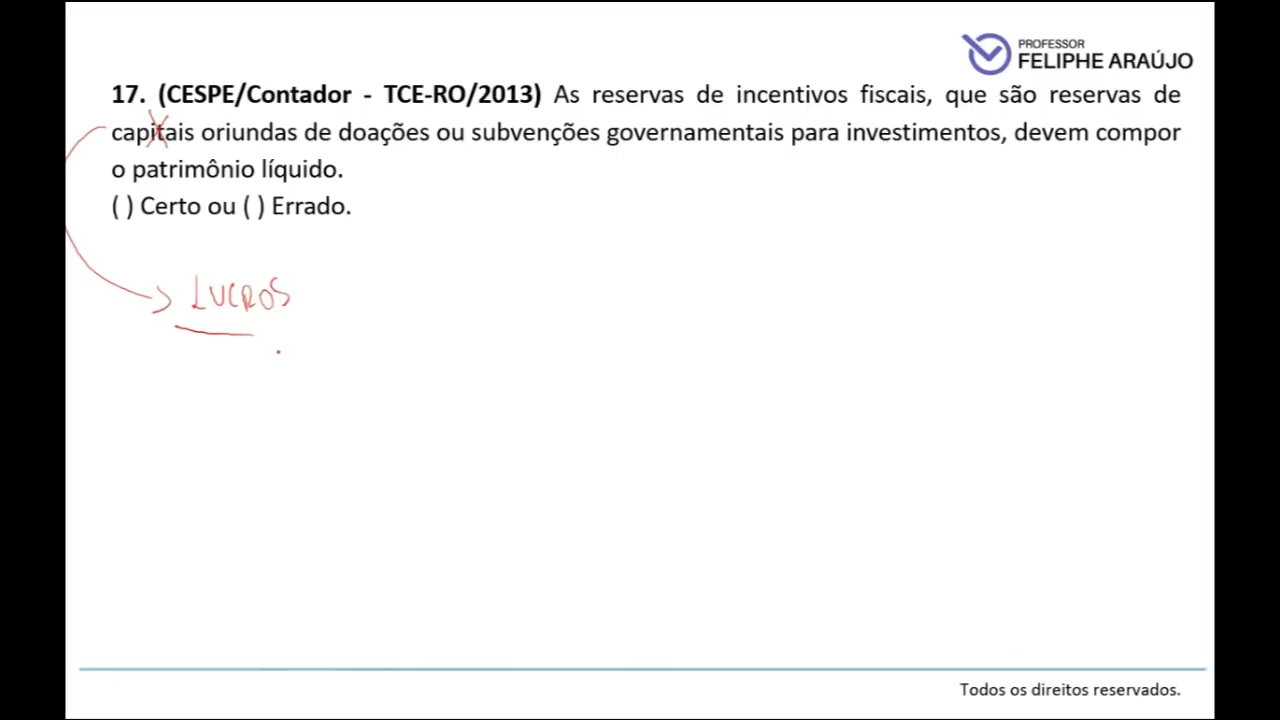 PROFESSOR
FELIPHE ARAÚJO
17. (CESPE/Contador - TCE-RO/2013) As reservas de incentivos fiscais, que são reservas de
capitais oriundas de doações ou subvenções governamentais para investimentos, devem compor
o patrimônio líquido.
( ) Certo ou ( ) Errado.
LUCROS
Todos os direitos reservados.